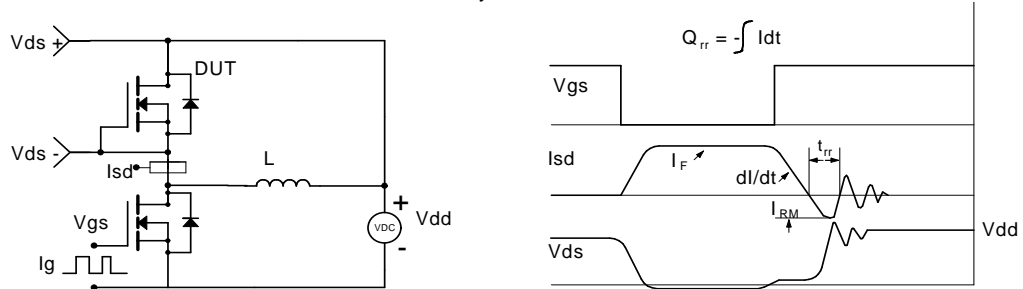 Vds +
DUT
Vds -
Isd
L
Vgs
Ig
+
VDC
-
Vdd
Qrr = -∫ Idt
Vgs
Isd
IF
dI/dt
trr
IRM
Vdd
Vds